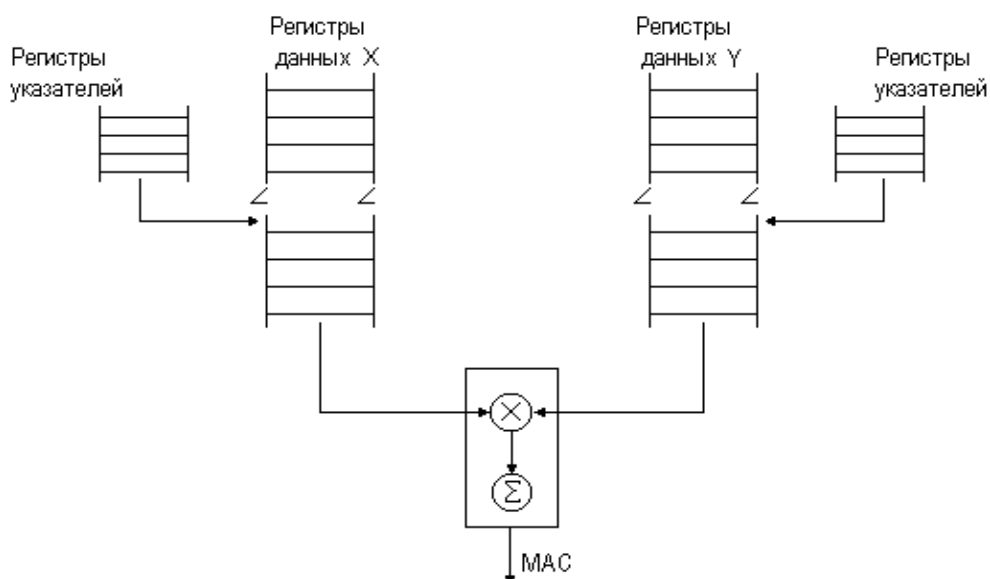 Регистры
указателей
Регистры
данных X
Регистры
данных Y
Регистры
указателей
X
Σ
MAC